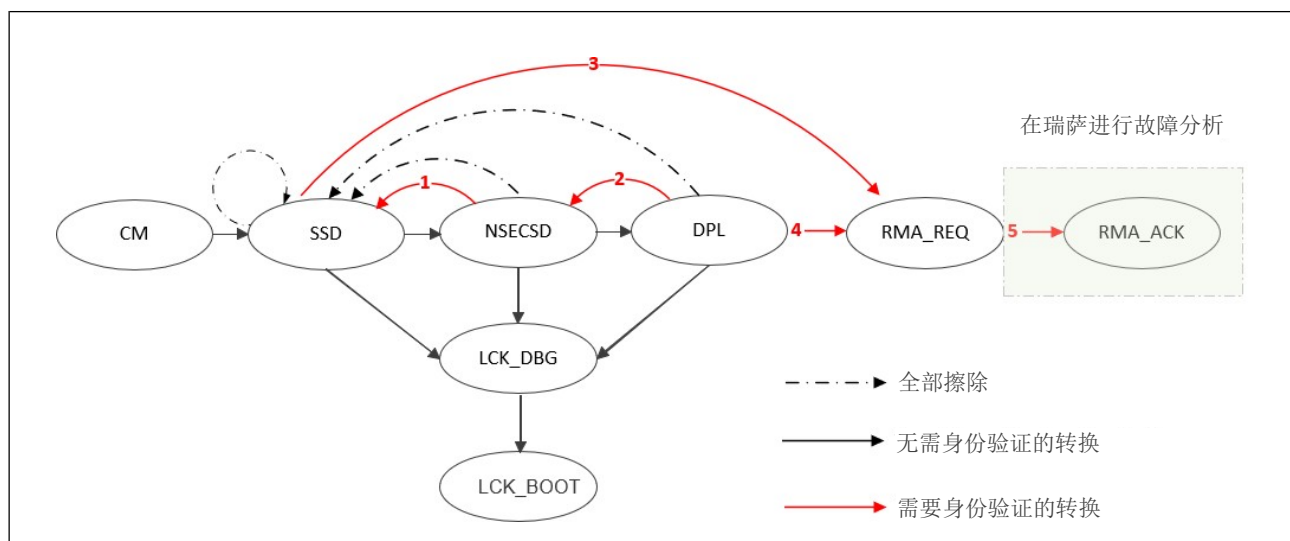 3
在瑞萨进行故障分析
1
2
CM
SSD
NSECSD
DPL
4
RMA_REQ
5
RMA_ACK
LCK_DBG
全部擦除
无需身份验证的转换
LCK_BOOT
需要身份验证的转换